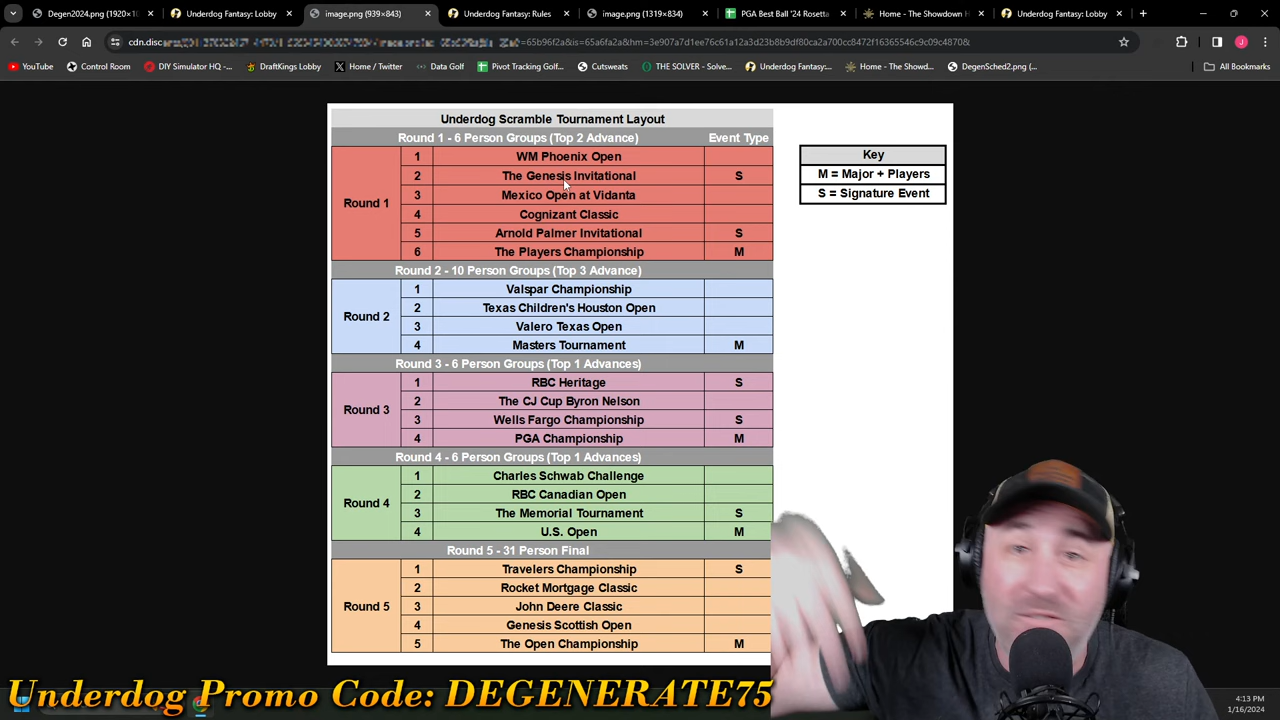 Degen2024.png (1920×10
Underdog Fantasy: Lobby
image.png (939×843)
Underdog Fantasy: Rules
image.png (1319×834)
PGA Best Ball '24 Rosetta
Home - The Showdown H
Underdog Fantasy: Lobby
cdn.disc
=65b96f2a&is=65a6fa2a&hm=3e907a7d1ee76c61a12a3d23b8b9df80ca2a700cc8472f16365546c9c09c4870&
YouTube
Control Room
DIY Simulator HQ -...
DraftKings Lobby
Home / Twitter
Data Golf
Pivot Tracking Golf...
Cutsweats
THE SOLVER - Solve...
Underdog Fantasy:...
Home - The Showd...
DegenSched2.png (...
All Bookmarks
Underdog Scramble Tournament Layout
Round 1 - 6 Person Groups (Top 2 Advance) Event Type
Round 1
1 WM Phoenix Open
2 The Genesis Invitational S
3 Mexico Open at Vidanta
4 Cognizant Classic
5 Arnold Palmer Invitational S
6 The Players Championship M
Round 2 - 10 Person Groups (Top 3 Advance)
Round 2
1 Valspar Championship
2 Texas Children's Houston Open
3 Valero Texas Open
4 Masters Tournament M
Round 3 - 6 Person Groups (Top 1 Advances)
Round 3
1 RBC Heritage S
2 The CJ Cup Byron Nelson
3 Wells Fargo Championship S
4 PGA Championship M
Round 4 - 6 Person Groups (Top 1 Advances)
Round 4
1 Charles Schwab Challenge
2 RBC Canadian Open
3 The Memorial Tournament S
4 U.S. Open M
Round 5 - 31 Person Final
Round 5
1 Travelers Championship S
2 Rocket Mortgage Classic
3 John Deere Classic
4 Genesis Scottish Open
5 The Open Championship M
Key
M = Major + Players
S = Signature Event
Underdog Promo Code: DEGENERATE75
4:13 PM
1/16/2024